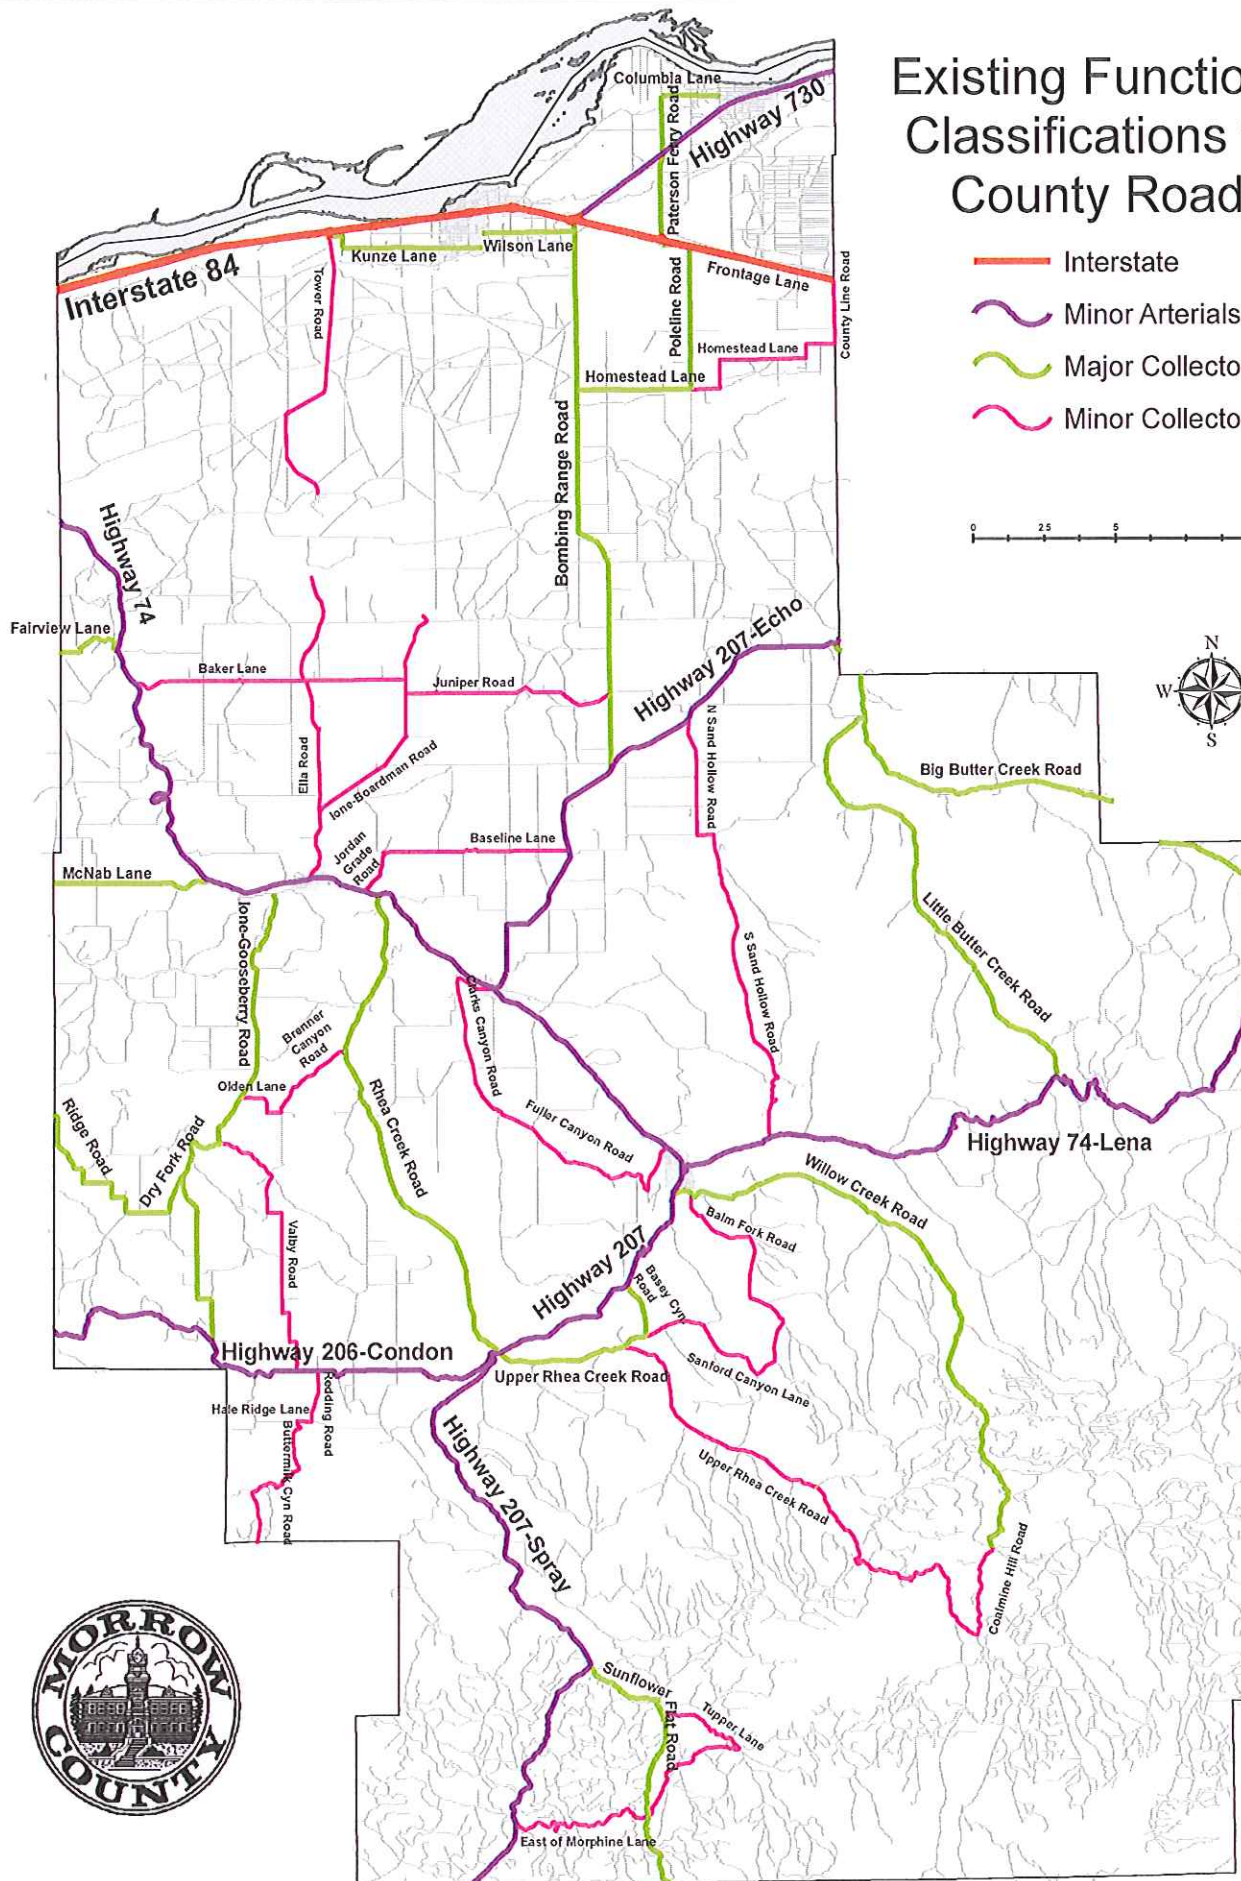 Existing Functio
Classifications
County Road
Interstate
Minor Arterials
Major Collecto
Minor Collecto
0 25 5
N
W
S
Columbia Lane
Highway 730
Paterson Ferry Road
Wilson Lane
Kunze Lane
Interstate 84
Frontage Lane
Tower Road
Poleline Road
County Line Road
Homestead Lane
Homestead Lane
Bombing Range Road
Highway 74
Fairview Lane
Baker Lane
Juniper Road
Highway 207-Echo
N Sand Hollow Road
Ella Road
Ione-Boardman Road
Big Butter Creek Road
Jordan
Grade
Road
Baseline Lane
McNab Lane
Ione-Gooseberry Road
Little Butter Creek Road
S Sand Hollow Road
Clarks Canyon Road
Brenner
Canyon
Road
Olden Lane
Rhea Creek Road
Fuller Canyon Road
Ridge Road
Dry Fork Road
Highway 74-Lena
Willow Creek Road
Balm Fork Road
Valby Road
Highway 207
Basey Cyn
Road
Highway 206-Condon
Sanford Canyon Lane
Upper Rhea Creek Road
Hale Ridge Lane
Redding Road
Buttermilk Cyn Road
Highway 207-Spray
Upper Rhea Creek Road
Coalmine Hill Road
Sunflower
Flat Road
Tupper Lane
East of Morphine Lane
MORROW
COUNTY